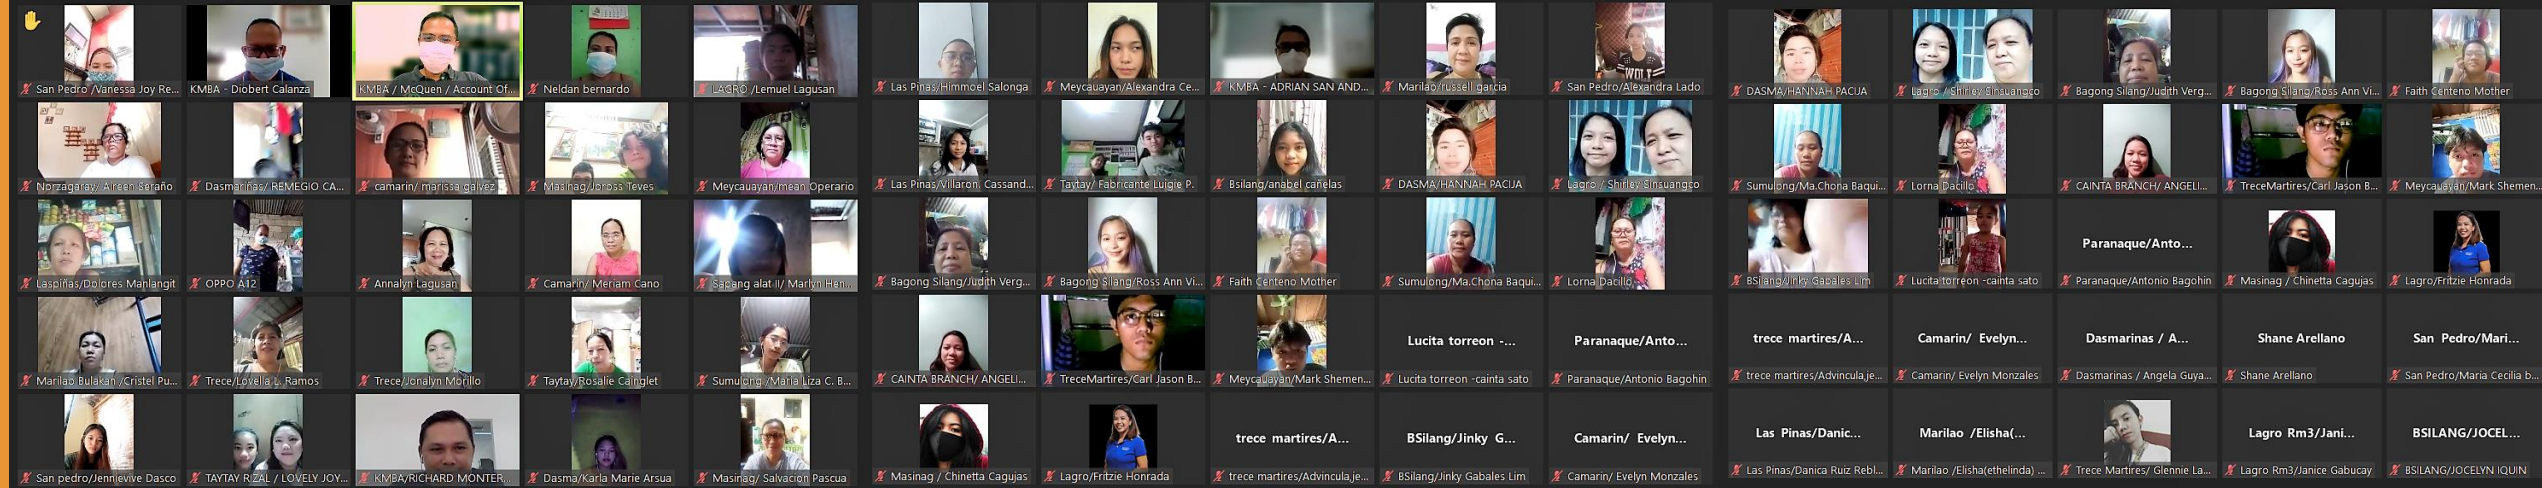 San Pedro /Vanessa Joy Re...
KMBA - Diobert Calanza
KMBA / McQuen / Account Of...
Neldan bernardo
LAGRO /Lemuel Lagusan
Norzagaray/ Aireen Seraño
Dasmariñas/ REMEGIO CA...
camarin/ marissa galvez
Masinag/Joross Teves
Meycauayan/mean Operario
Laspiñas/Dolores Manlangit
OPPO A12
Annalyn Lagusan
Camarin/ Meriam Cano
Sapang alat II/ Marlyn Hen...
Marilao Bulakan /Cristel Pu...
Trece/Lovella L. Ramos
Trece/Jonalyn Morillo
Taytay/Rosalie Cainglet
Sumulong /Maria Liza C. B...
San pedro/Jennievive Dasco
TAYTAY RIZAL / LOVELY JOY...
KMBA/RICHARD MONTER...
Dasma/Karla Marie Arsua
Masinag/ Salvacion Pascua
Las Pinas/Himmoel Salonga
Meycauayan/Alexandra Ce...
KMBA - ADRIAN SAN AND...
Marilao/russell garcia
San Pedro/Alexandra Lado
Las Pinas/Villaron, Cassand...
Taytay/ Fabricante Luigie P.
Bsilang/anabel cañelas
DASMA/HANNAH PACIJA
Lagro / Shirley Sinsuangco
Bagong Silang/Judith Verg...
Bagong Silang/Ross Ann Vi...
Faith Centeno Mother
Sumulong/Ma.Chona Baqui...
Lorna Dacillo
CAINTA BRANCH/ ANGELI...
TreceMartires/Carl Jason B...
Meycauayan/Mark Shemen...
Lucita torreon -...
Lucita torreon -cainta sato
Paranaque/Anto...
Paranaque/Antonio Bagohin
Masinag / Chinetta Cagujas
Lagro/Fritzie Honrada
trece martires/A...
trece martires/Advincula,je...
BSilang/Jinky G...
BSilang/Jinky Gabales Lim
Camarin/ Evelyn...
Camarin/ Evelyn Monzales
DASMA/HANNAH PACIJA
Lagro / Shirley Sinsuangco
Bagong Silang/Judith Verg...
Bagong Silang/Ross Ann Vi...
Faith Centeno Mother
Sumulong/Ma.Chona Baqui...
Lorna Dacillo
CAINTA BRANCH/ ANGELI...
TreceMartires/Carl Jason B...
Meycauayan/Mark Shemen...
BSilang/Jinky Gabales Lim
Lucita torreon -cainta sato
Paranaque/Anto...
Paranaque/Antonio Bagohin
Masinag / Chinetta Cagujas
Lagro/Fritzie Honrada
trece martires/A...
trece martires/Advincula,je...
Camarin/ Evelyn...
Camarin/ Evelyn Monzales
Dasmarinas / A...
Dasmarinas / Angela Guya...
Shane Arellano
Shane Arellano
San Pedro/Mari...
San Pedro/Maria Cecilia b...
Las Pinas/Danic...
Las Pinas/Danica Ruiz Rebl...
Marilao /Elisha(...
Marilao /Elisha(ethelinda) ...
Trece Martires/ Glennie La...
Lagro Rm3/Jani...
Lagro Rm3/Janice Gabucay
BSILANG/JOCEL...
BSILANG/JOCELYN IQUIN